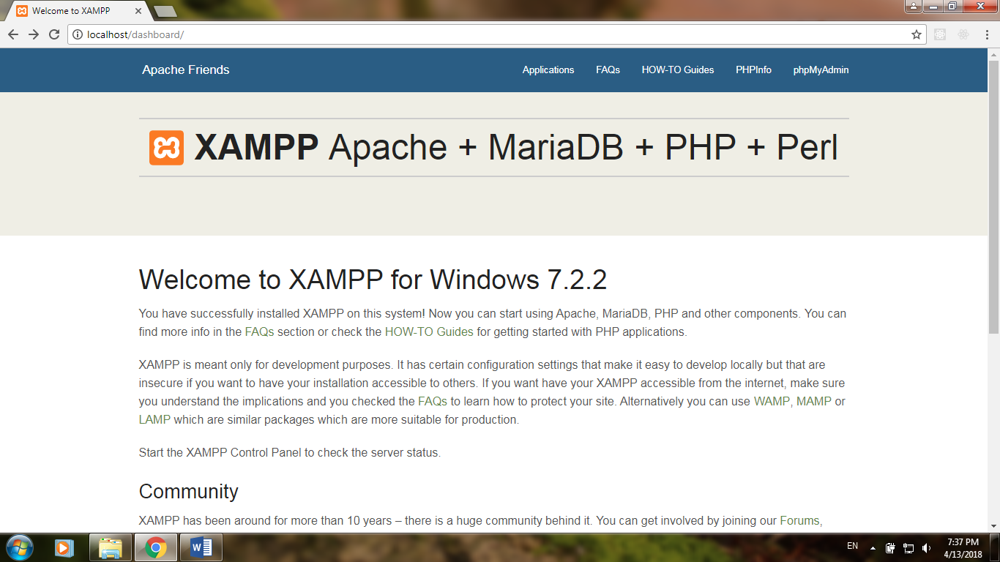 Welcome to XAMPP
localhost/dashboard/
Apache Friends
Applications
FAQs
HOW-TO Guides
PHPInfo
phpMyAdmin
XAMPP Apache + MariaDB + PHP + Perl
Welcome to XAMPP for Windows 7.2.2
You have successfully installed XAMPP on this system! Now you can start using Apache, MariaDB, PHP and other components. You can
find more info in the FAQs section or check the HOW-TO Guides for getting started with PHP applications.
XAMPP is meant only for development purposes. It has certain configuration settings that make it easy to develop locally but that are
insecure if you want to have your installation accessible to others. If you want have your XAMPP accessible from the internet, make sure
you understand the implications and you checked the FAQs to learn how to protect your site. Alternatively you can use WAMP, MAMP or
LAMP which are similar packages which are more suitable for production.
Start the XAMPP Control Panel to check the server status.
Community
XAMPP has been around for more than 10 years – there is a huge community behind it. You can get involved by joining our Forums,
EN
7:37 PM
4/13/2018